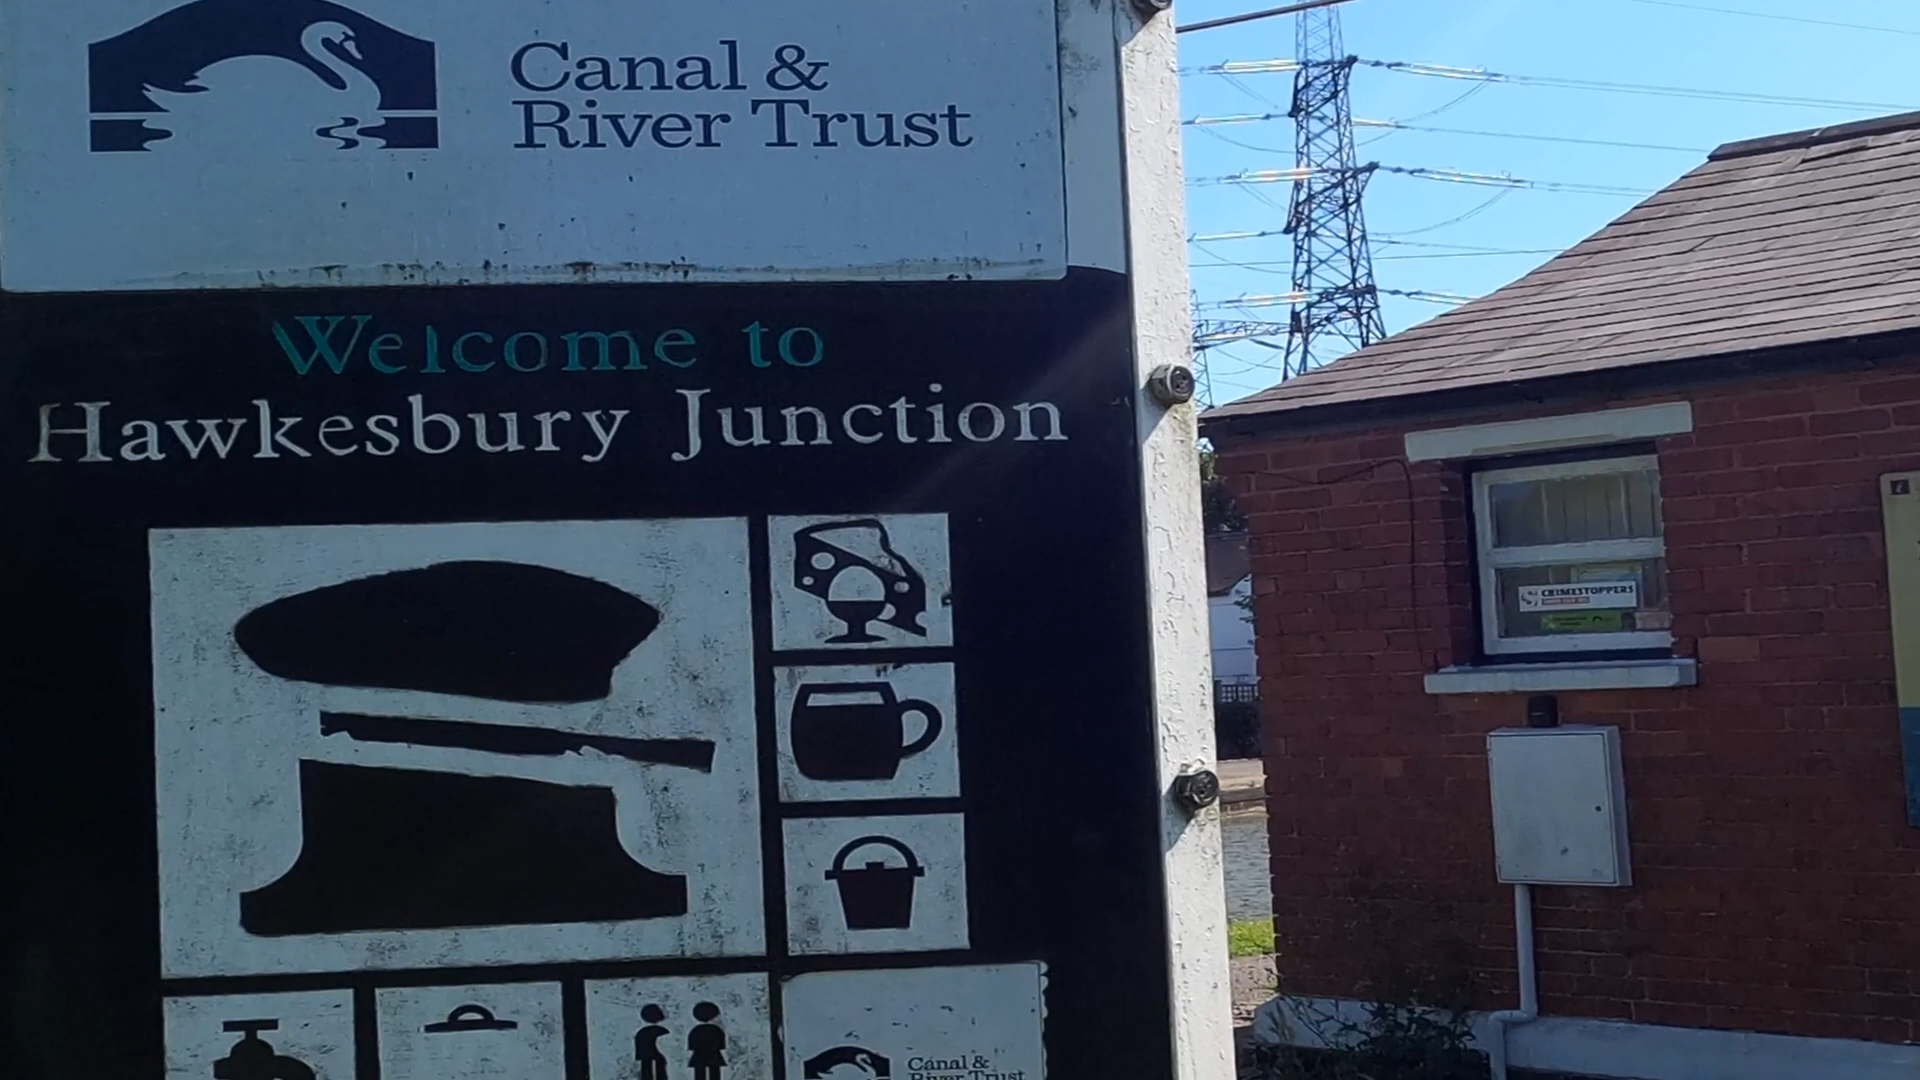 Canal &
River Trust
Welcome to
Hawkesbury Junction
CRIMESTOPPERS
Canal &
River Trust